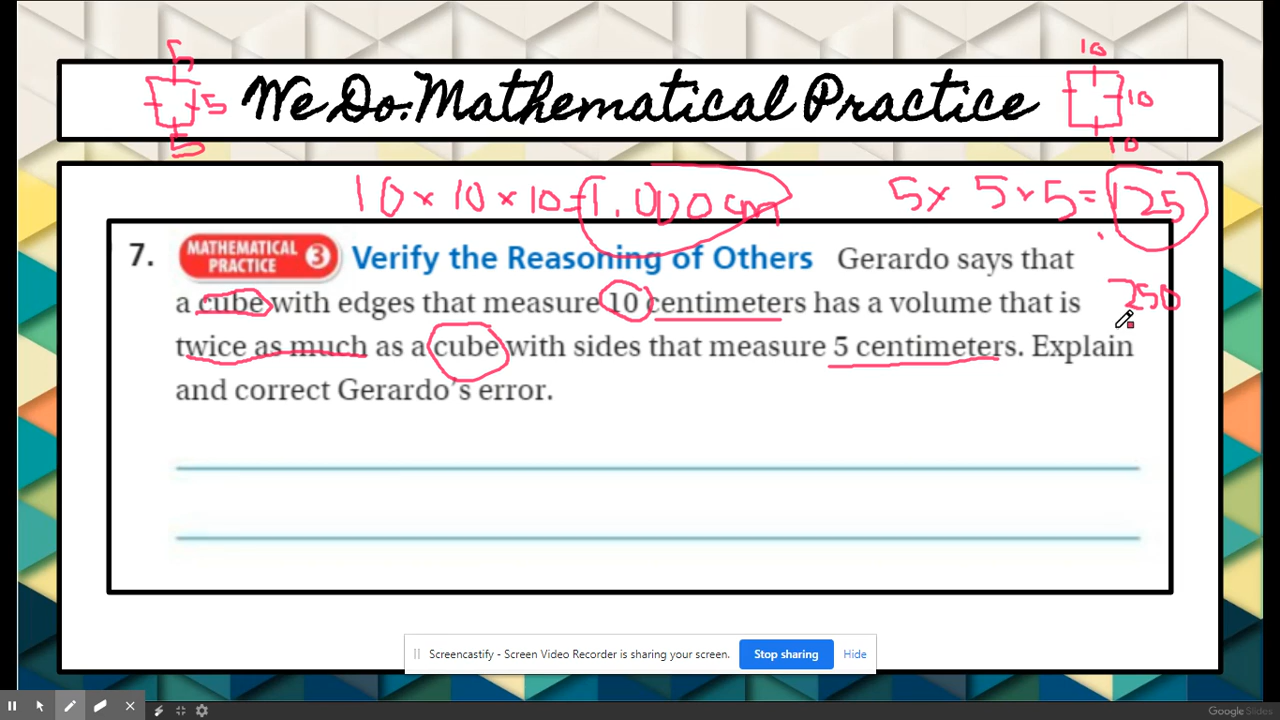 5
10
We Do: Mathematical Practice
5
10
5
10
10 × 10 × 10 = 1,000 cm
5 × 5 × 5 = 125
7. MATHEMATICAL PRACTICE 3 Verify the Reasoning of Others Gerardo says that
a cube with edges that measure 10 centimeters has a volume that is
250
twice as much as a cube with sides that measure 5 centimeters. Explain
and correct Gerardo's error.
Screencastify - Screen Video Recorder is sharing your screen. Stop sharing Hide
Google Slides